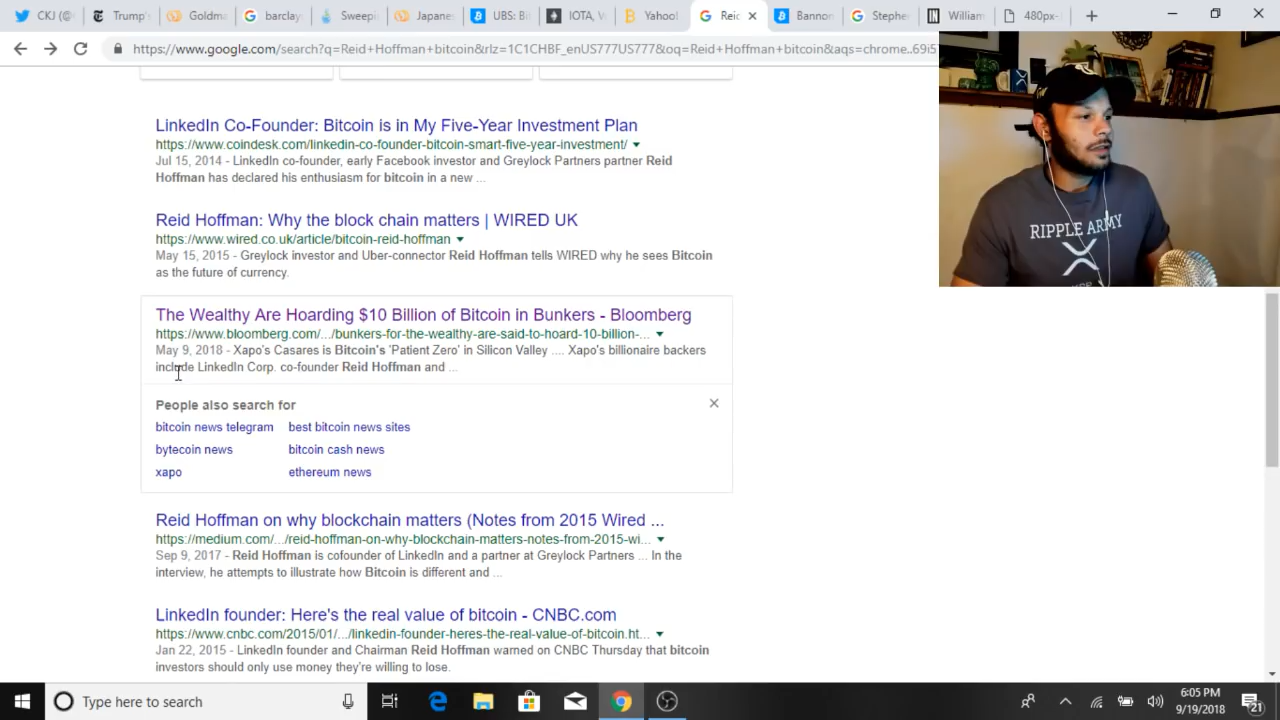 CKJ (@
Trump's
Goldma
barclay
Sweepin
Japanes
UBS: Bi
IOTA, V
Yahoo!
Reid
Bannon
Stephe
William
480px-
https://www.google.com/search?q=Reid+Hoffman+bitcoin&rlz=1C1CHBF_enUS777US777&oq=Reid+Hoffman+bitcoin&aqs=chrome..69i5
LinkedIn Co-Founder: Bitcoin is in My Five-Year Investment Plan
https://www.coindesk.com/linkedin-co-founder-bitcoin-smart-five-year-investment/
Jul 15, 2014 - LinkedIn co-founder, early Facebook investor and Greylock Partners partner Reid
Hoffman has declared his enthusiasm for bitcoin in a new ...
Reid Hoffman: Why the block chain matters | WIRED UK
https://www.wired.co.uk/article/bitcoin-reid-hoffman
May 15, 2015 - Greylock investor and Uber-connector Reid Hoffman tells WIRED why he sees Bitcoin
as the future of currency.
The Wealthy Are Hoarding $10 Billion of Bitcoin in Bunkers - Bloomberg
https://www.bloomberg.com/.../bunkers-for-the-wealthy-are-said-to-hoard-10-billion-...
May 9, 2018 - Xapo's Casares is Bitcoin's 'Patient Zero' in Silicon Valley .... Xapo's billionaire backers
include LinkedIn Corp. co-founder Reid Hoffman and ...
People also search for
bitcoin news telegram best bitcoin news sites
bytecoin news bitcoin cash news
xapo ethereum news
Reid Hoffman on why blockchain matters (Notes from 2015 Wired ...
https://medium.com/.../reid-hoffman-on-why-blockchain-matters-notes-from-2015-wi...
Sep 9, 2017 - Reid Hoffman is cofounder of LinkedIn and a partner at Greylock Partners ... In the
interview, he attempts to illustrate how Bitcoin is different and ...
LinkedIn founder: Here's the real value of bitcoin - CNBC.com
https://www.cnbc.com/2015/01/.../linkedin-founder-heres-the-real-value-of-bitcoin.ht...
Jan 22, 2015 - LinkedIn founder and Chairman Reid Hoffman warned on CNBC Thursday that bitcoin
investors should only use money they're willing to lose.
RIPPLE ARMY
Type here to search
6:05 PM
9/19/2018
21